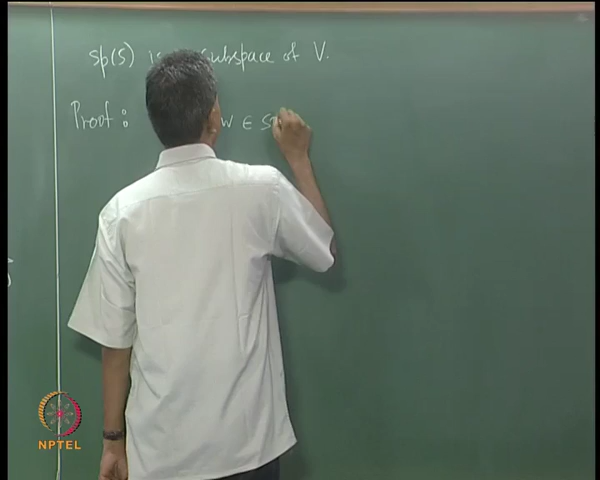 sp(S) is subspace of V.
Proof : w ∈ S
NPTEL